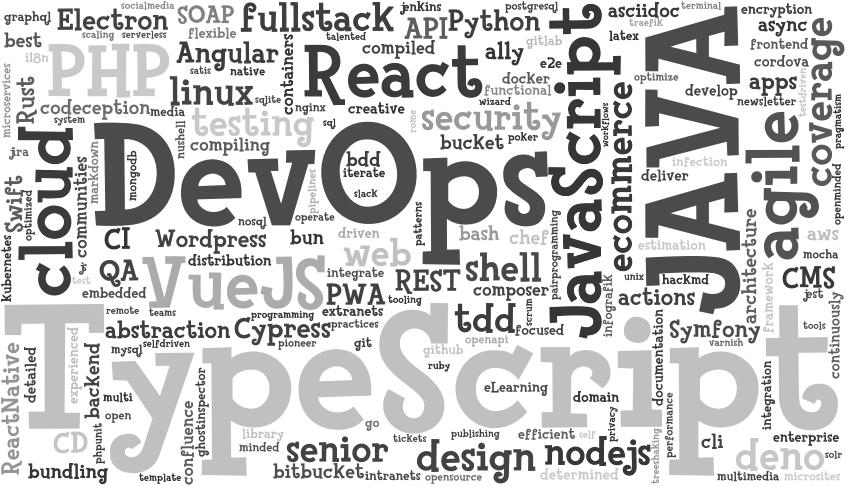 graphql
Electron
socialmedia
SOAP
fullstack
jenkins
API
Python
postgresql
asciidoc
terminal
encryption
scaling
serverless
flexible
talented
traefik
async
best
i18n
PHP
Angular
compiled
ally
gitlab
latex
JAVA
frontend
coverage
microservices
Rust
satis
native
containers
React
e2e
JavaScript
optimize
cordova
linux
sqlite
docker
functional
develop
apps
testdriven
codeception
media
nginx
creative
wizard
newsletter
pragmatism
system
nushell
testing
sql
rome
security
workflows
ecommerce
agile
jira
cloud
markdown
DevOps
compiling
bdd
iterate
slack
bucket
poker
infection
deliver
Swift
optimized
communities
mongodb
pipelines
openminded
kubernetes
nosql
operate
patterns
CI
Wordpress
bun
driven
bash
chef
pairprogramming
estimation
architecture
aws
jr
test
QA
distribution
web
shell
unix
hackmd
mocha
embedded
VueJS
integrate
REST
composer
infografik
actions
framework
CMS
jest
PWA
tooling
remote
teams
programming
extranets
tdd
scrum
focused
continuously
TypeScript
abstraction
Cypress
practices
Symfony
tools
mysql
selfdriven
pioneer
git
github
openapi
varnish
ReactNative
detailed
experienced
backend
ruby
documentation
multi
eLearning
domain
integration
open
confluence
ghostinspector
go
privacy
performance
CD
phpunit
library
tickets
publishing
efficient
self
cli
enterprise
minded
senior
design
nodejs
treeshaking
deno
solr
bundling
template
bitbucket
intranets
opensource
determined
multimedia
microsites